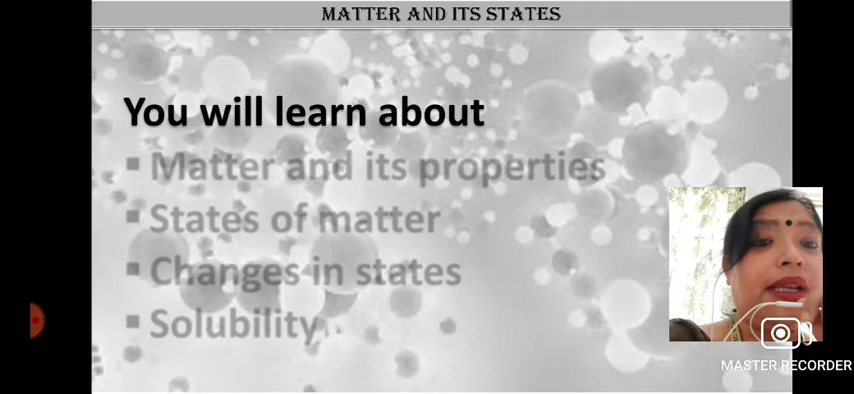 MATTER AND ITS STATES
You will learn about
▪ Matter and its properties
▪ States of matter
▪ Changes in states
▪ Solubility
MASTER RECORDER